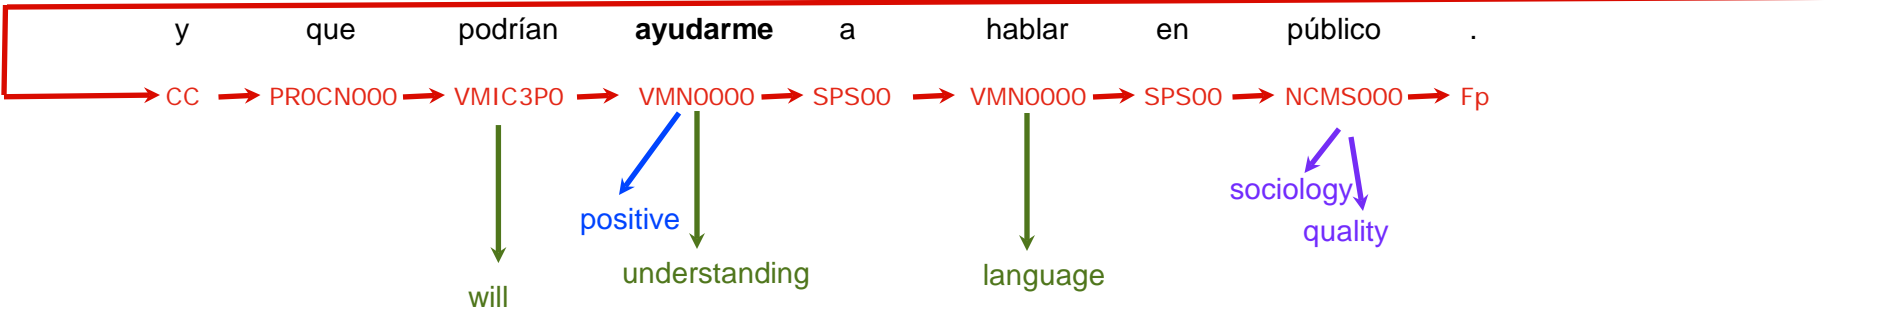 y que podrían ayudarme a hablar en público .
CC PR0CN000 VMIC3P0 VMN0000 SPS00 VMN0000 SPS00 NCMS000 Fp
sociology
positive
quality
understanding
language
will